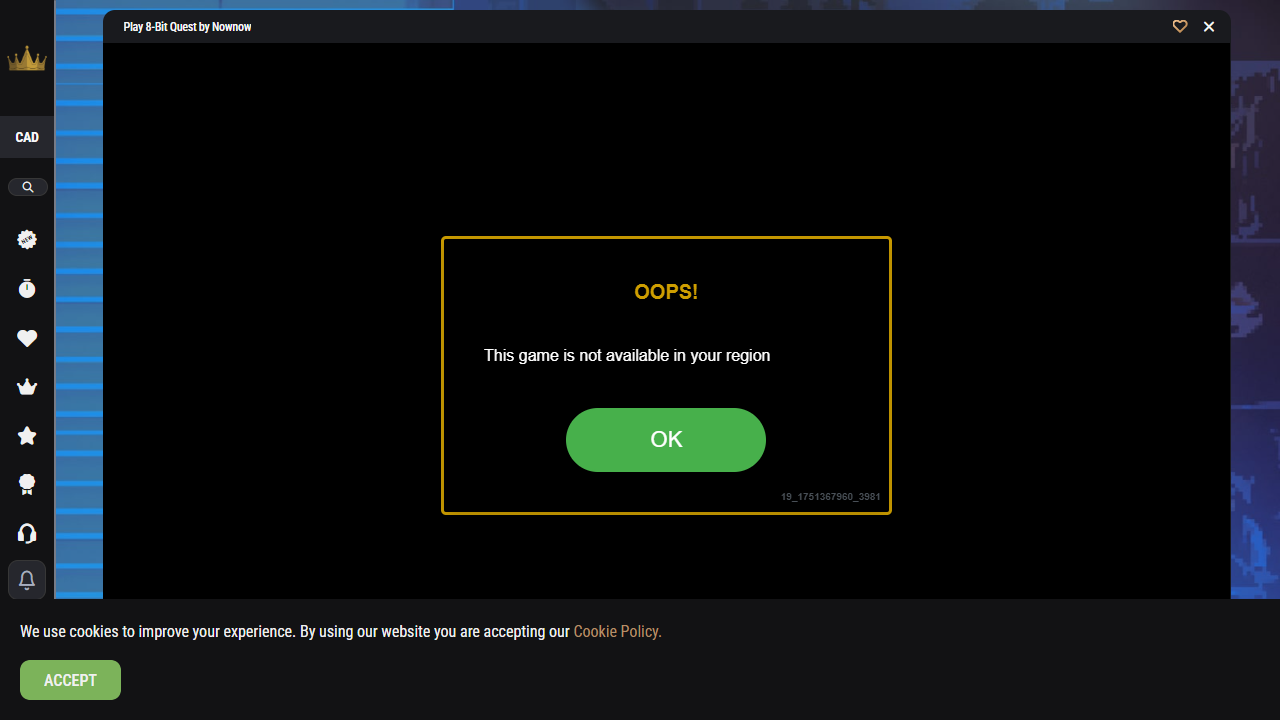 Play 8-Bit Quest by Nownow
CAD
NEW
OOPS!
This game is not available in your region
OK
19_1751367960_3981
We use cookies to improve your experience. By using our website you are accepting our Cookie Policy.
ACCEPT